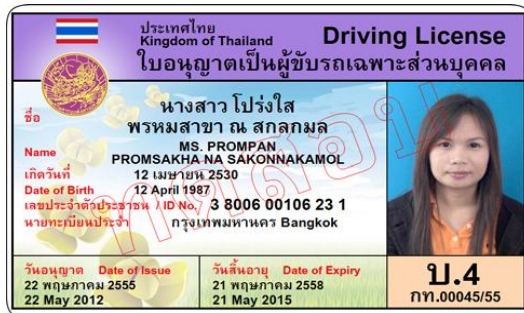 ประเทศไทย
Kingdom of Thailand
Driving License
ใบอนุญาตเป็นผู้ขับรถเฉพาะส่วนบุคคล
ชื่อ นางสาว โปร่งใส
พรหมสาขา ณ สกลกมล
Name MS. PROMPAN
PROMSAKHA NA SAKONNAKAMOL
เกิดวันที่ 12 เมษายน 2530
Date of Birth 12 April 1987
เลขประจำตัวประชาชน / ID No. 3 8006 00106 23 1
นายทะเบียนประจำ กรุงเทพมหานคร Bangkok
วันอนุญาต Date of Issue
22 พฤษภาคม 2555
22 May 2012
วันสิ้นอายุ Date of Expiry
21 พฤษภาคม 2558
21 May 2015
บ.4
กท.00045/55